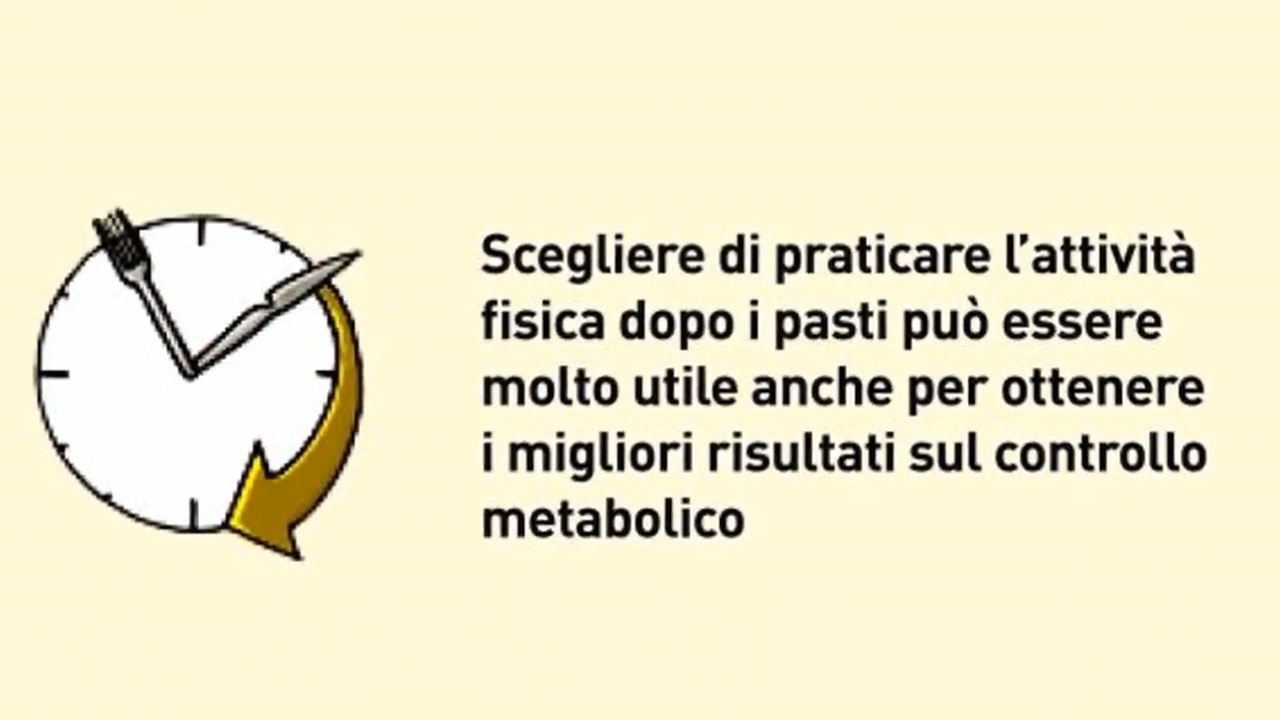 Scegliere di praticare l’attività
fisica dopo i pasti può essere
molto utile anche per ottenere
i migliori risultati sul controllo
metabolico